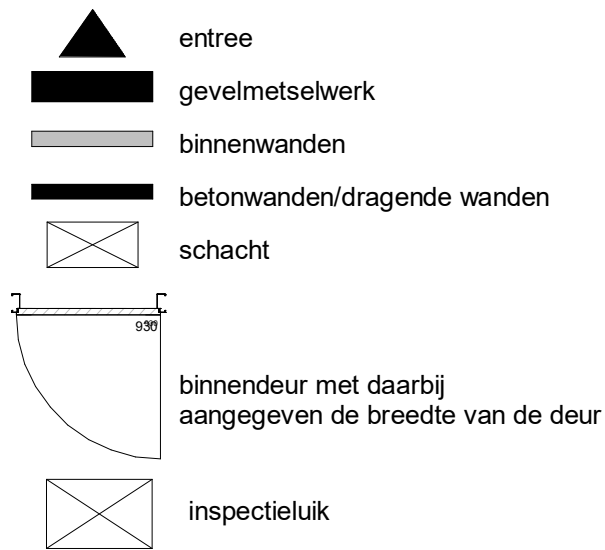 entree
gevelmetselwerk
binnenwanden
betonwanden/dragende wanden
schacht
930
binnendeur met daarbij
aangegeven de breedte van de deur
inspectieluik